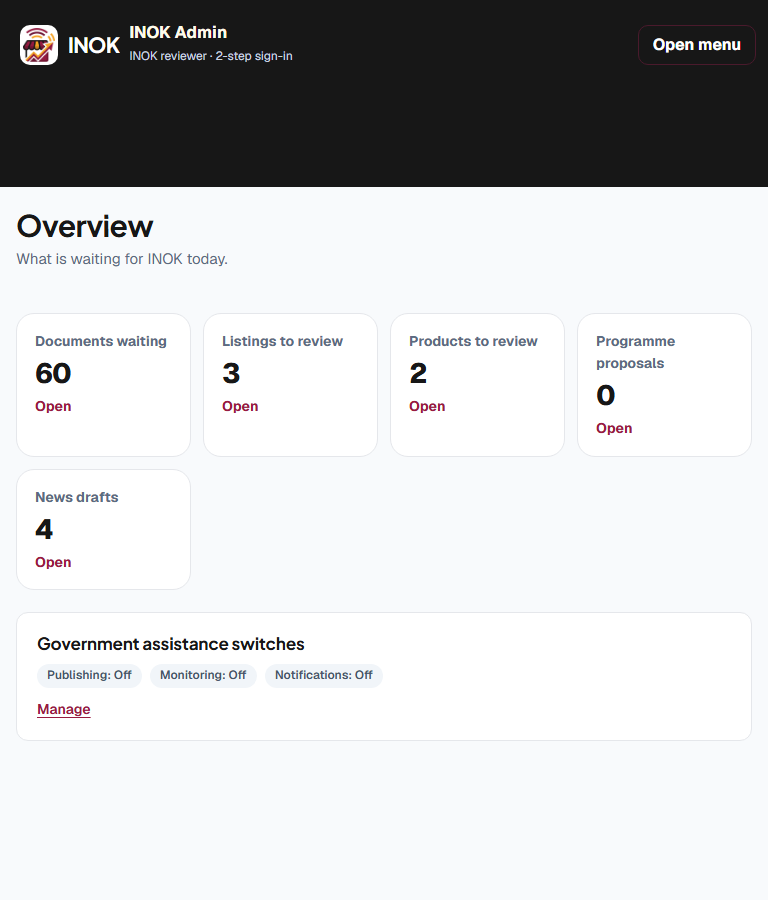 INOK
INOK Admin
INOK reviewer · 2-step sign-in
Open menu
Overview
What is waiting for INOK today.
Documents waiting
60
Open
Listings to review
3
Open
Products to review
2
Open
Programme
proposals
0
Open
News drafts
4
Open
Government assistance switches
Publishing: Off
Monitoring: Off
Notifications: Off
Manage